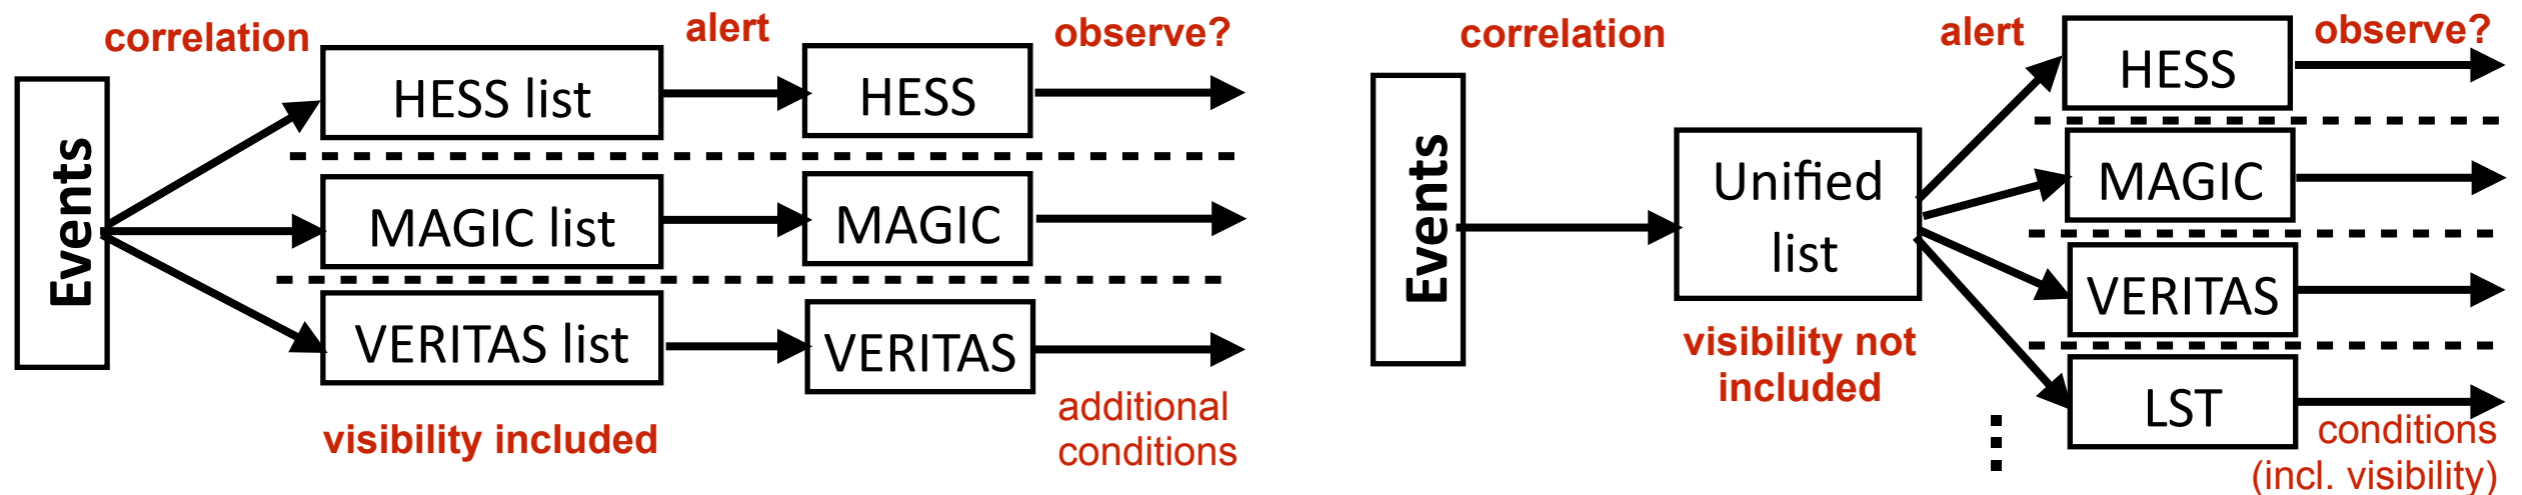 correlation
alert
observe?
Events
HESS list
HESS
MAGIC list
MAGIC
VERITAS list
VERITAS
visibility included
additional
conditions
correlation
alert
observe?
Events
Unified
list
visibility not
included
HESS
MAGIC
VERITAS
LST
conditions
(incl. visibility)